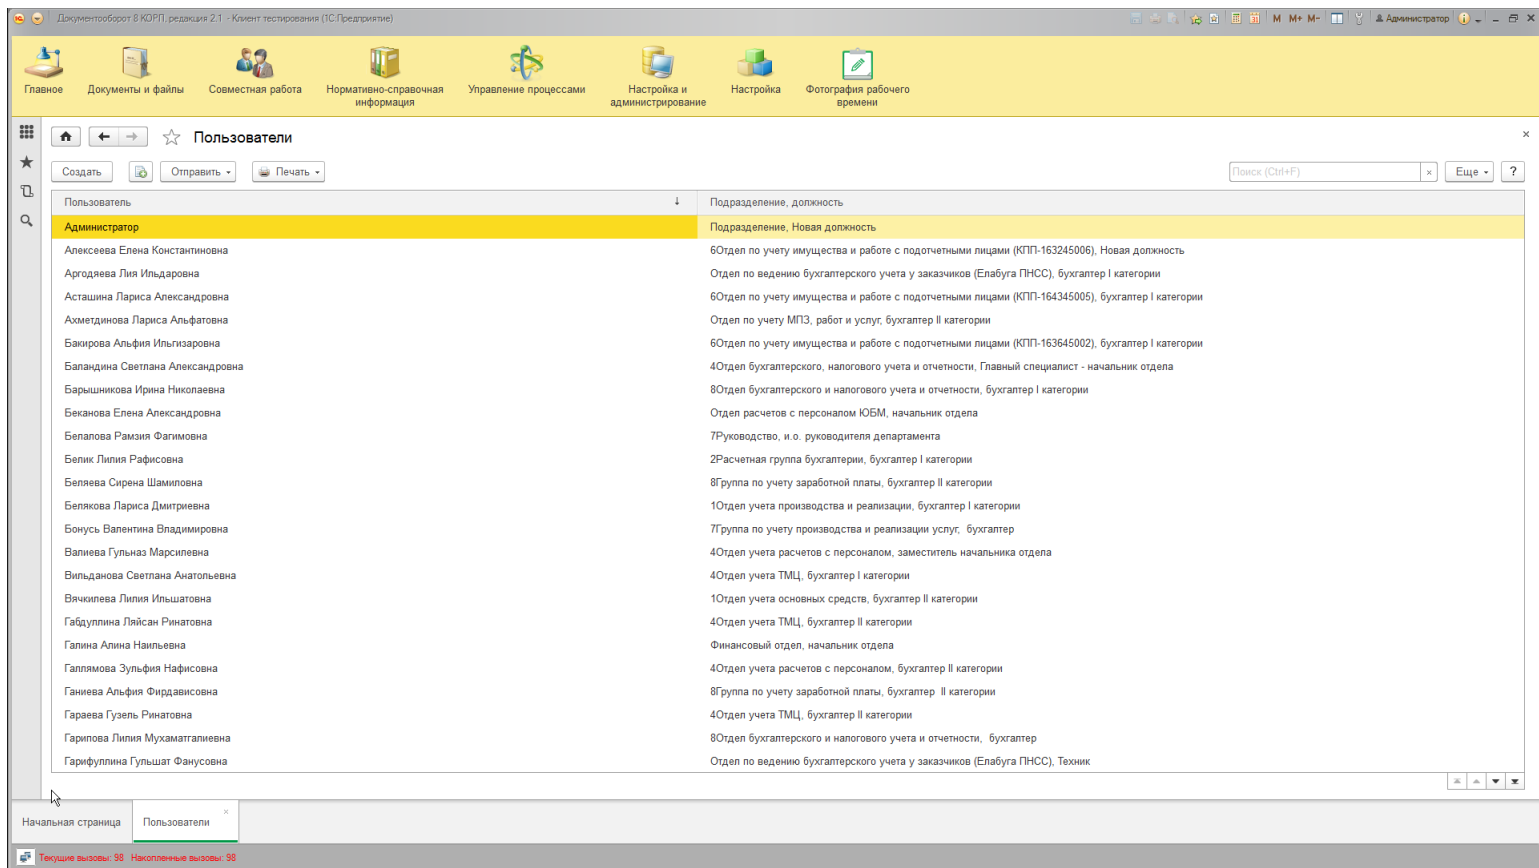 Документооборот 8 КОРП, редакция 2.1 - Клиент тестирования (1С:Предприятие)
M M+ M- Администратор
Главное
Документы и файлы
Совместная работа
Нормативно-справочная
информация
Управление процессами
Настройка и
администрирование
Настройка
Фотография рабочего
времени
Пользователи
Создать Отправить Печать Поиск (Ctrl+F) × Еще ?
Пользователь ↓ Подразделение, должность
Администратор Подразделение, Новая должность
Алексеева Елена Константиновна 6Отдел по учету имущества и работе с подотчетными лицами (КПП-163245006), Новая должность
Аргодяева Лия Ильдаровна Отдел по ведению бухгалтерского учета у заказчиков (Елабуга ПНСС), бухгалтер I категории
Асташина Лариса Александровна 6Отдел по учету имущества и работе с подотчетными лицами (КПП-164345005), бухгалтер I категории
Ахметдинова Лариса Альфатовна Отдел по учету МПЗ, работ и услуг, бухгалтер II категории
Бакирова Альфия Ильгизаровна 6Отдел по учету имущества и работе с подотчетными лицами (КПП-163645002), бухгалтер I категории
Баландина Светлана Александровна 4Отдел бухгалтерского, налогового учета и отчетности, Главный специалист - начальник отдела
Барышникова Ирина Николаевна 8Отдел бухгалтерского и налогового учета и отчетности, бухгалтер I категории
Беканова Елена Александровна Отдел расчетов с персоналом ЮБМ, начальник отдела
Белалова Рамзия Фагимовна 7Руководство, и.о. руководителя департамента
Белик Лилия Рафисовна 2Расчетная группа бухгалтерии, бухгалтер I категории
Беляева Сирена Шамиловна 8Группа по учету заработной платы, бухгалтер II категории
Белякова Лариса Дмитриевна 1Отдел учета производства и реализации, бухгалтер I категории
Бонусь Валентина Владимировна 7Группа по учету производства и реализации услуг, бухгалтер
Валиева Гульназ Марсилевна 4Отдел учета расчетов с персоналом, заместитель начальника отдела
Вильданова Светлана Анатольевна 4Отдел учета ТМЦ, бухгалтер I категории
Вячкилева Лилия Ильшатовна 1Отдел учета основных средств, бухгалтер II категории
Габдуллина Ляйсан Ринатовна 4Отдел учета ТМЦ, бухгалтер II категории
Галина Алина Наильевна Финансовый отдел, начальник отдела
Галлямова Зульфия Нафисовна 4Отдел учета расчетов с персоналом, бухгалтер II категории
Ганиева Альфия Фирдависовна 8Группа по учету заработной платы, бухгалтер II категории
Гараева Гузель Ринатовна 4Отдел учета ТМЦ, бухгалтер II категории
Гарипова Лилия Мухаматгалиевна 8Отдел бухгалтерского и налогового учета и отчетности, бухгалтер
Гарифуллина Гульшат Фанусовна Отдел по ведению бухгалтерского учета у заказчиков (Елабуга ПНСС), Техник
Начальная страница Пользователи ×
Текущие вызовы: 98 Накопленные вызовы: 98